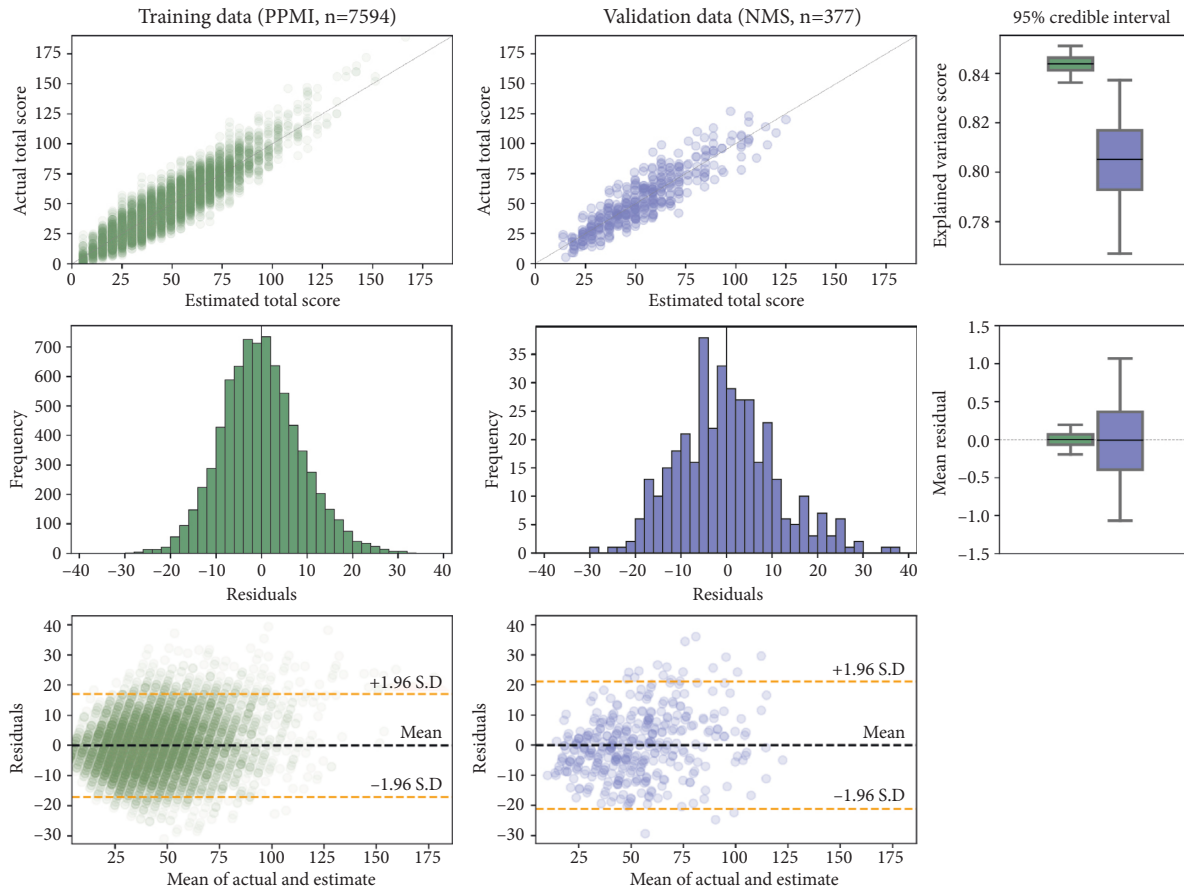 Training data (PPMI, n=7594)
Validation data (NMS, n=377)
95% credible interval
Actual total score
175
150
125
100
75
50
25
0
0 25 50 75 100 125 150 175
Estimated total score
Actual total score
175
150
125
100
75
50
25
0
0 25 50 75 100 125 150 175
Estimated total score
Explained variance score
0.84
0.82
0.80
0.78
Frequency
700
600
500
400
300
200
100
0
–40 –30 –20 –10 0 10 20 30 40
Residuals
Frequency
35
30
25
20
15
10
5
0
–40 –30 –20 –10 0 10 20 30 40
Residuals
Mean residual
1.5
1.0
0.5
0.0
–0.5
–1.0
–1.5
Residuals
40
30
20
10
0
–10
–20
–30
+1.96 S.D
Mean
–1.96 S.D
25 50 75 100 125 150 175
Mean of actual and estimate
Residuals
40
30
20
10
0
–10
–20
–30
+1.96 S.D
Mean
–1.96 S.D
25 50 75 100 125 150 175
Mean of actual and estimate